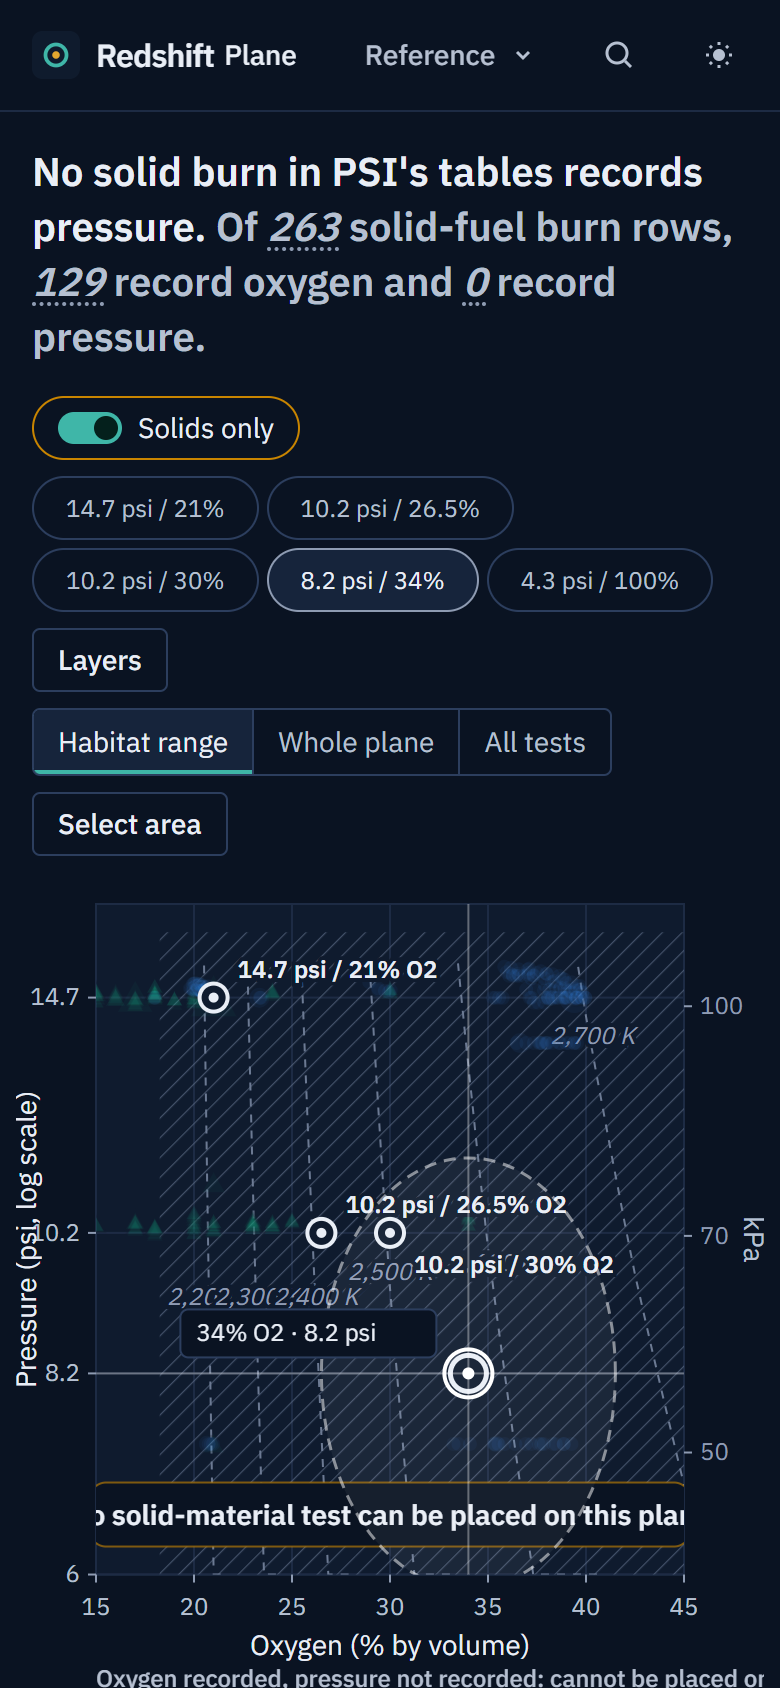 Redshift Plane
Reference
No solid burn in PSI's tables records
pressure. Of 263 solid-fuel burn rows,
129 record oxygen and 0 record
pressure.
Solids only
14.7 psi / 21%
10.2 psi / 26.5%
10.2 psi / 30%
8.2 psi / 34%
4.3 psi / 100%
Layers
Habitat range
Whole plane
All tests
Select area
14.7 psi / 21% O2
14.7
100
2,700 K
Pressure (psi, log scale)
10.2 psi / 26.5% O2
10.2
70
kPa
10.2 psi / 30% O2
2,500
2,400 K
34% O2 · 8.2 psi
8.2
50
solid-material test can be placed on this
6
15
20
25
30
35
40
45
Oxygen (% by volume)
Oxygen recorded, pressure not recorded: cannot be placed